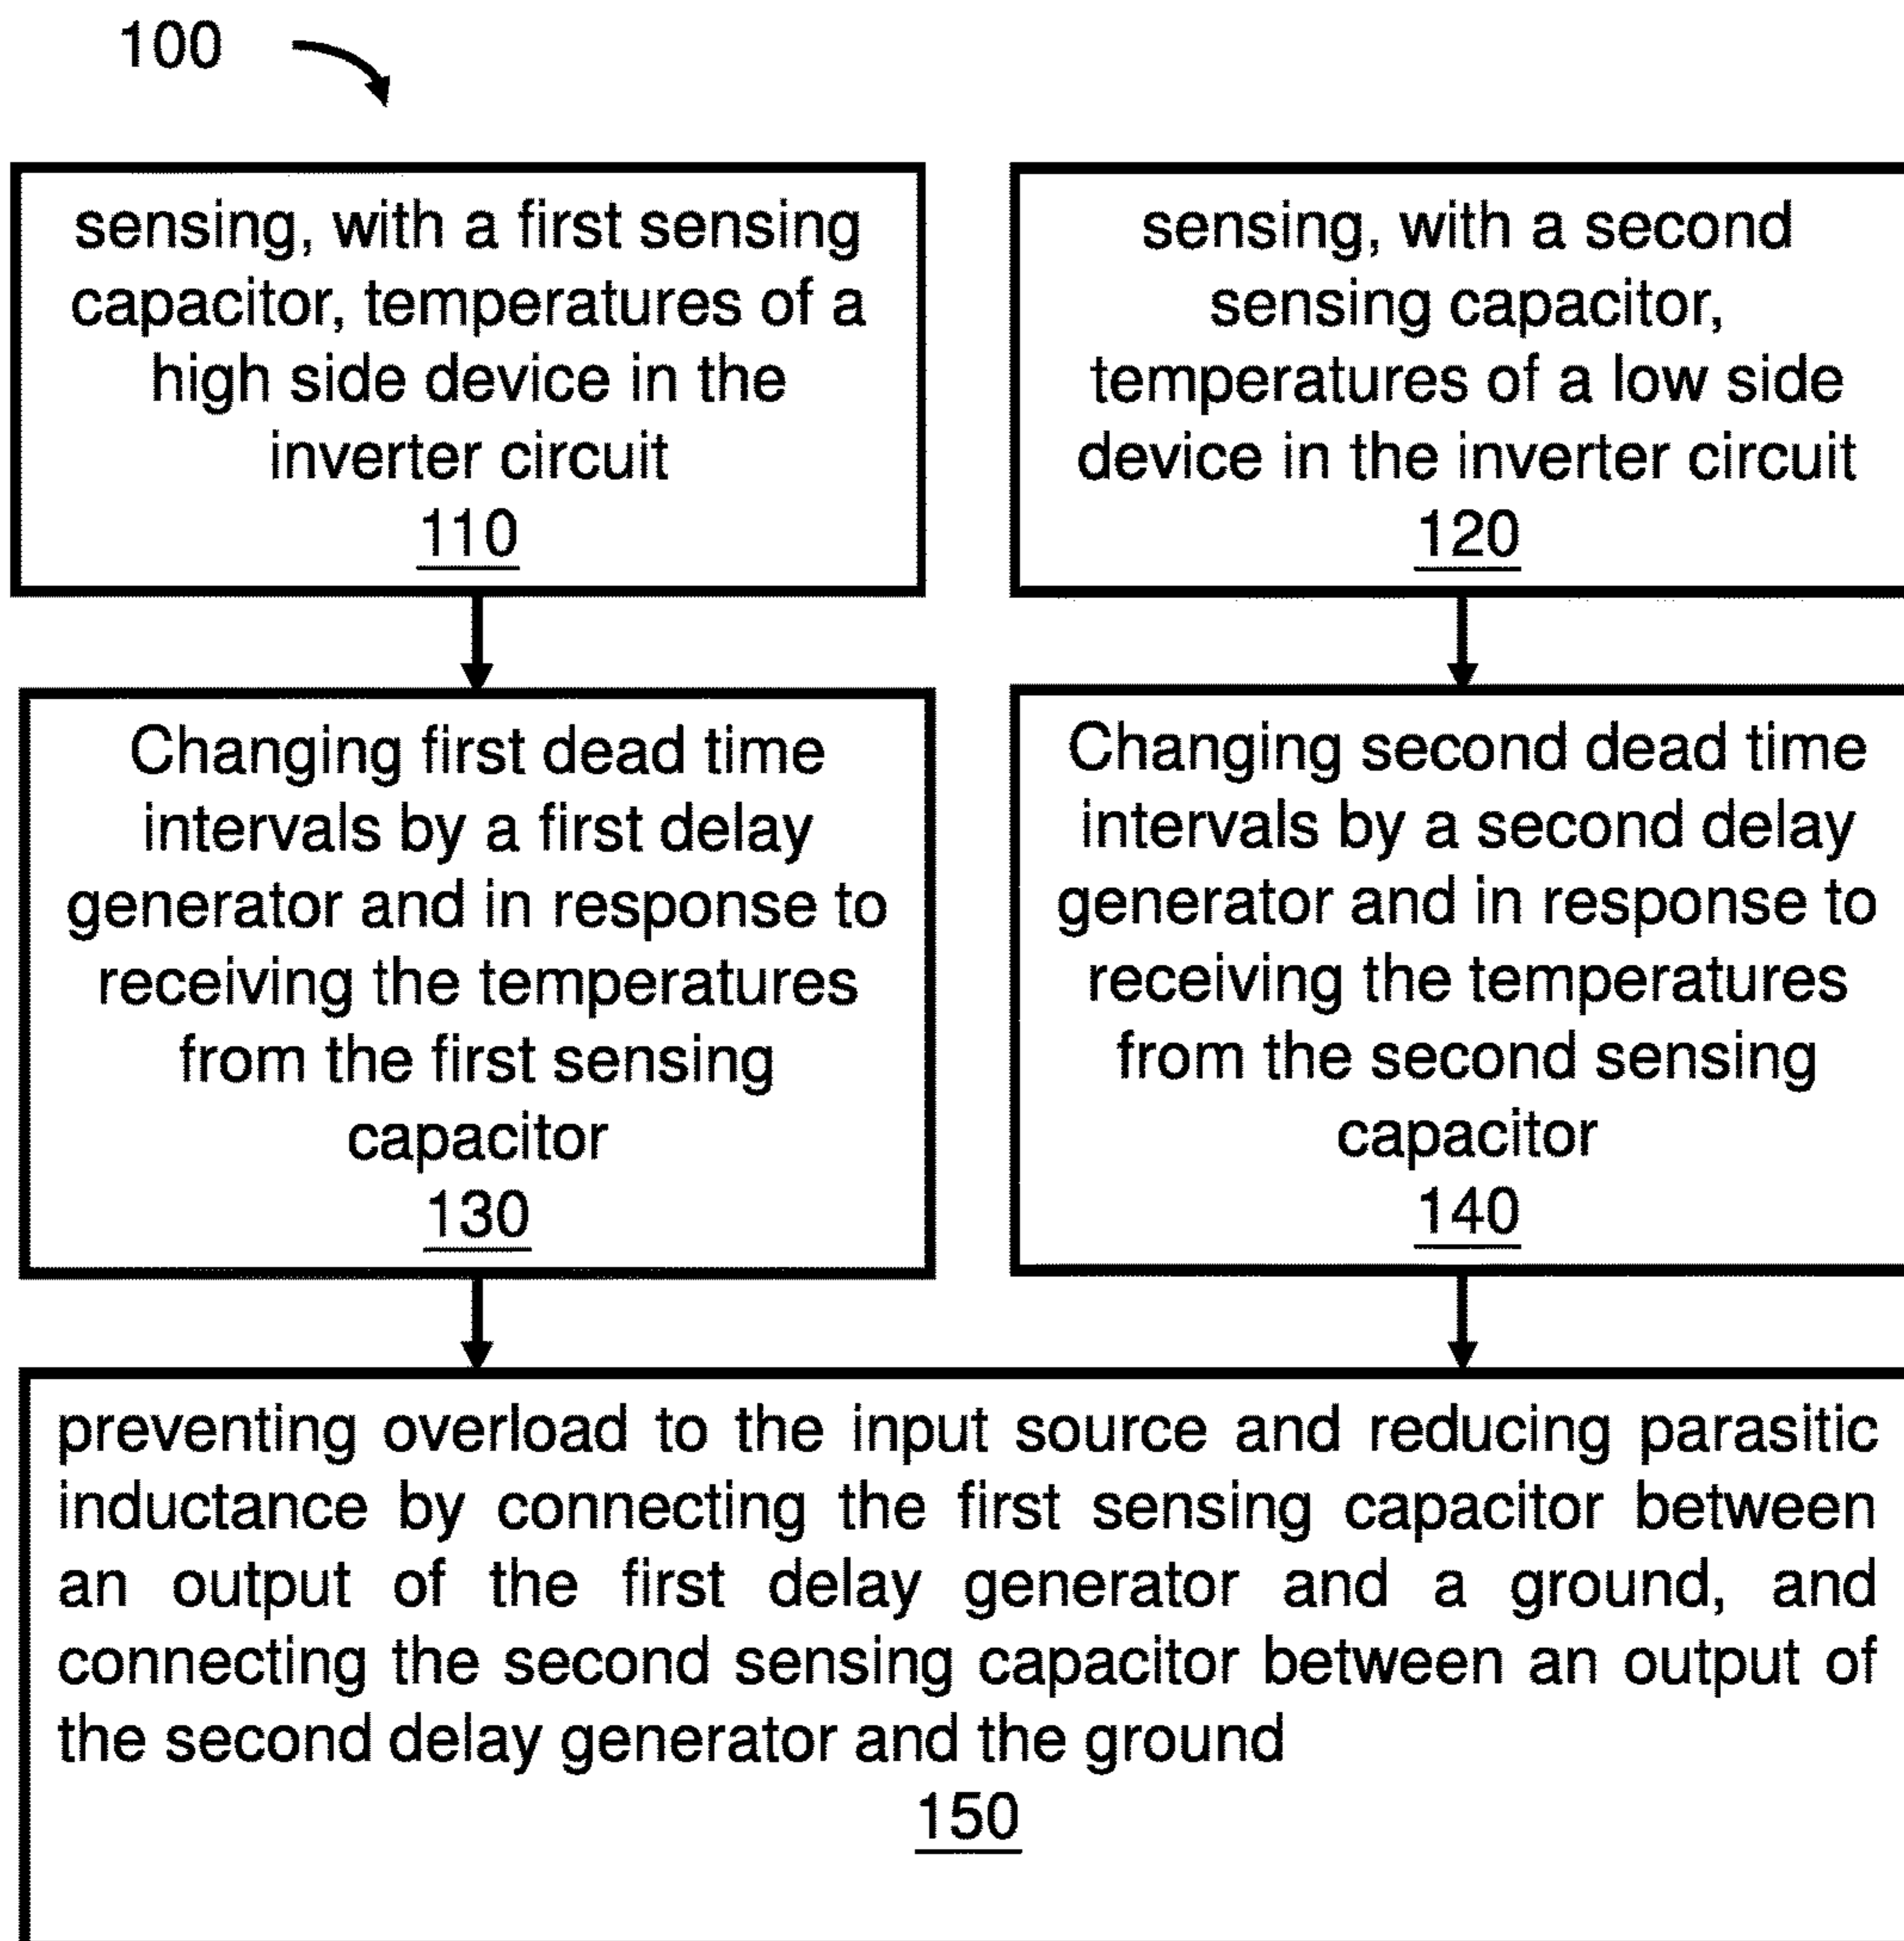 100
sensing, with a first sensing
capacitor, temperatures of a
high side device in the
inverter circuit
110
sensing, with a second
sensing capacitor,
temperatures of a low side
device in the inverter circuit
120
Changing first dead time
intervals by a first delay
generator and in response to
receiving the temperatures
from the first sensing
capacitor
130
Changing second dead time
intervals by a second delay
generator and in response to
receiving the temperatures
from the second sensing
capacitor
140
preventing overload to the input source and reducing parasitic
inductance by connecting the first sensing capacitor between
an output of the first delay generator and a ground, and
connecting the second sensing capacitor between an output of
the second delay generator and the ground
150